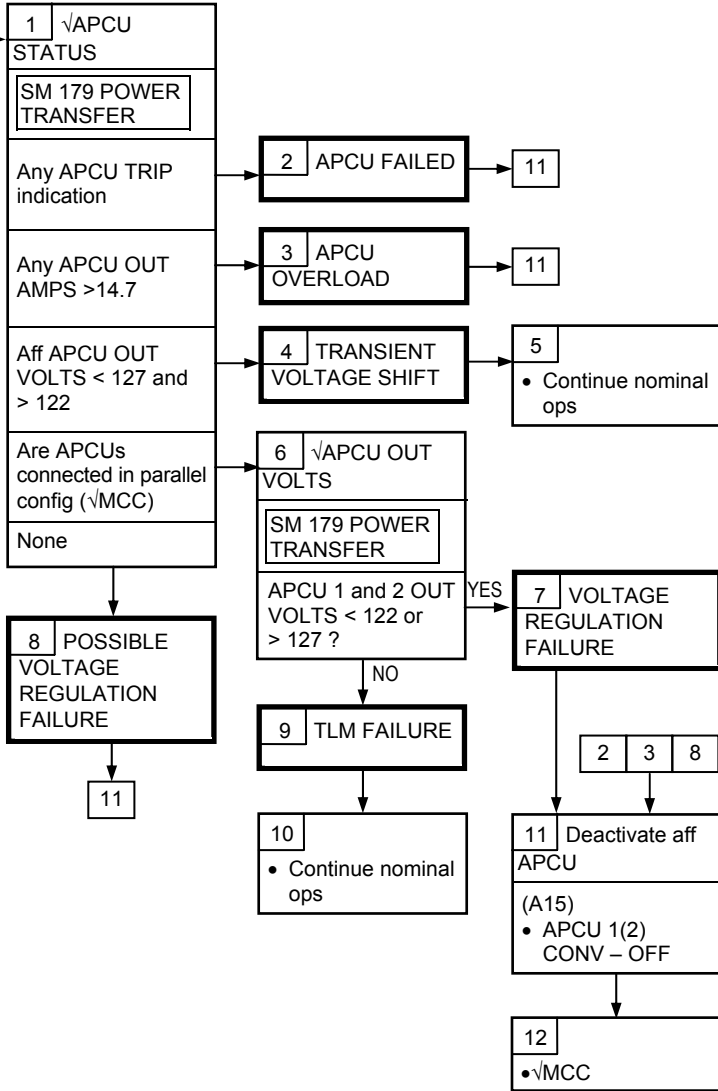 1 √APCU
STATUS
SM 179 POWER
TRANSFER
Any APCU TRIP
indication
2 APCU FAILED
11
Any APCU OUT
AMPS >14.7
3 APCU
OVERLOAD
11
Aff APCU OUT
VOLTS < 127 and
> 122
4 TRANSIENT
VOLTAGE SHIFT
5
• Continue nominal
ops
Are APCUs
connected in parallel
config (√MCC)
None
6 √APCU OUT
VOLTS
SM 179 POWER
TRANSFER
APCU 1 and 2 OUT
VOLTS < 122 or
> 127 ?
YES
7 VOLTAGE
REGULATION
FAILURE
8 POSSIBLE
VOLTAGE
REGULATION
FAILURE
11
NO
9 TLM FAILURE
10
• Continue nominal
ops
2 3 8
11 Deactivate aff
APCU
(A15)
• APCU 1(2)
CONV – OFF
12
•√MCC